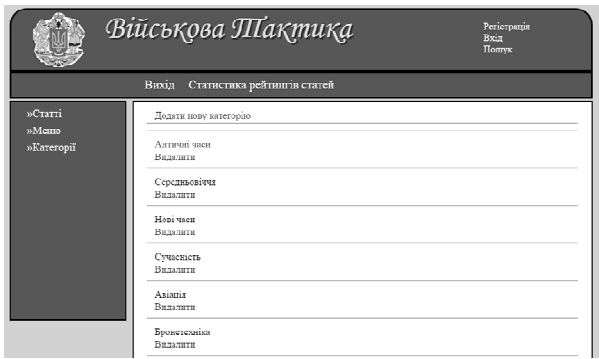 Військова Тактика
Регістрація
Вхід
Пошук
Вихід Статистика рейтингів статей
»Статті
»Меню
»Категорії
Додати нову категорію
Античні часи
Видалити
Середньовіччя
Видалити
Нові часи
Видалити
Сучасність
Видалити
Авіація
Видалити
Бронетехніка
Видалити